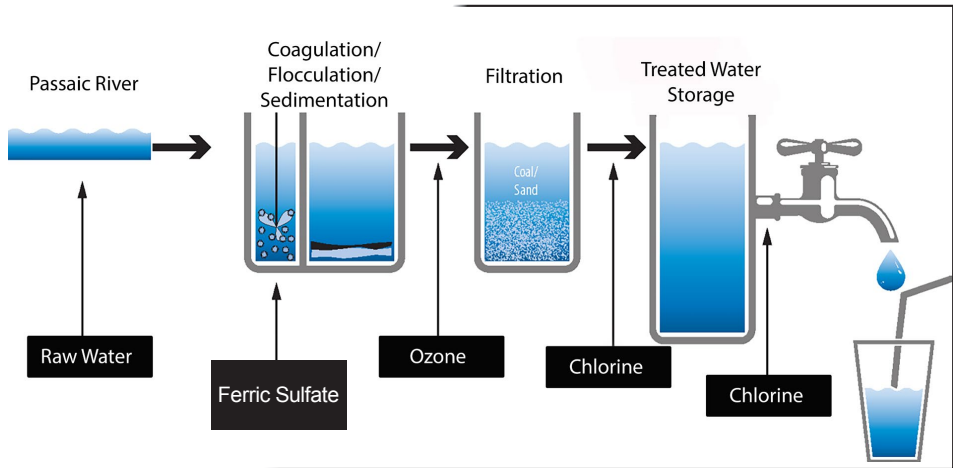 Passaic River
Coagulation/
Flocculation/
Sedimentation
Filtration
Treated Water
Storage
Coal/
Sand
Raw Water
Ferric Sulfate
Ozone
Chlorine
Chlorine